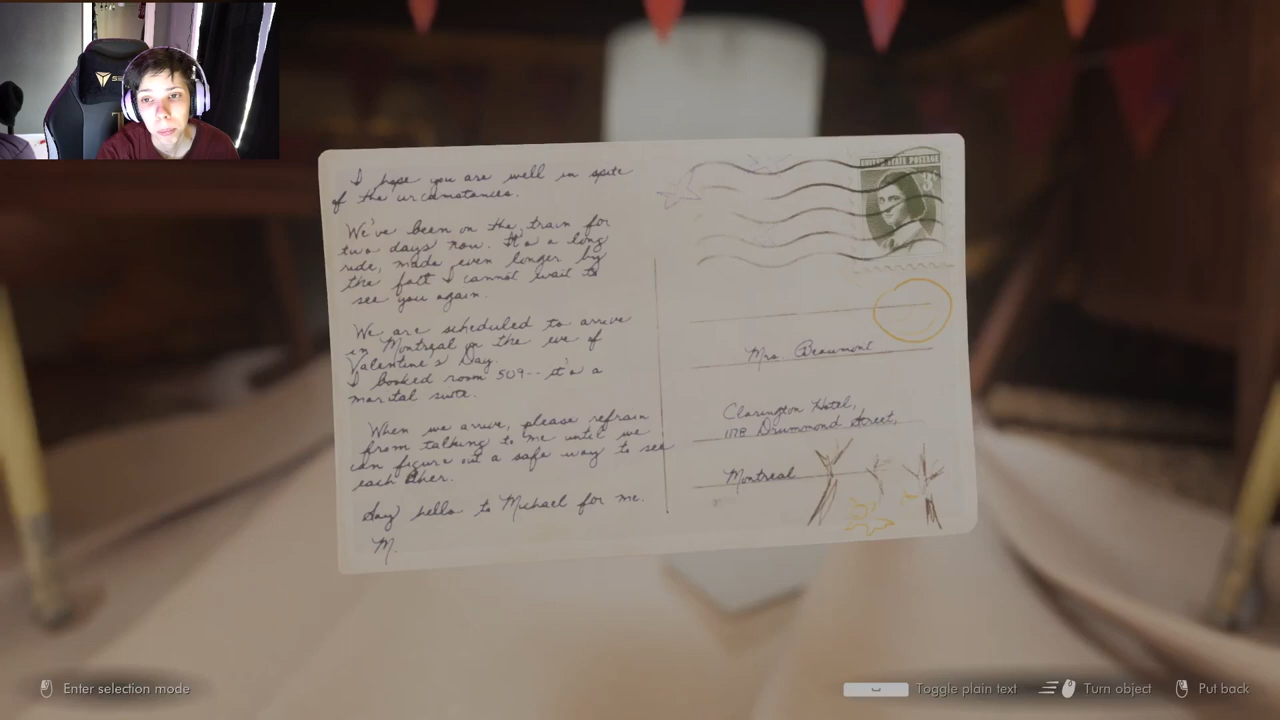 I hope you are well in spite
of the circumstances.
We've been on the train for
two days now. It's a long
ride, made even longer by
the fatt I cannot wait to
see you again.
We are scheduled to arrive
in Montreal on the eve of
Valentine's Day.
I booked room 509-- it's a
marital suite.
When we arrive, please refrain
from talking to me until we
can figure out a safe way to see
each other.
Say hello to Michael for me.
M.
UNITED STATE POSTAGE
3
Mrs. Beaumont
Clarington Hotel,
1178 Drummond Street,
Montreal
Enter selection mode
Toggle plain text
Turn object
Put back